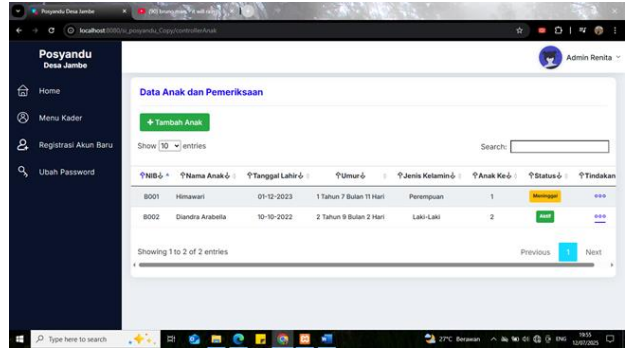 Posyandu Desa Jambe
localhost:8080/si_posyandu_Copy/controllerAnak
Posyandu
Desa Jambe
Admin Renita
Home
Menu Kader
Registrasi Akun Baru
Ubah Password
Data Anak dan Pemeriksaan
+ Tambah Anak
Show 10 entries
Search:
NIB Nama Anak Tanggal Lahir Umur Jenis Kelamin Anak Ke Status Tindakan
B001 Himawari 01-12-2023 1 Tahun 7 Bulan 11 Hari Perempuan 1 Meninggal
B002 Diandra Arabella 10-10-2022 2 Tahun 9 Bulan 2 Hari Laki-Laki 2 Aktif
Showing 1 to 2 of 2 entries
Previous 1 Next
Type here to search
27°C Berawan
ENG
19:55
12/07/2025